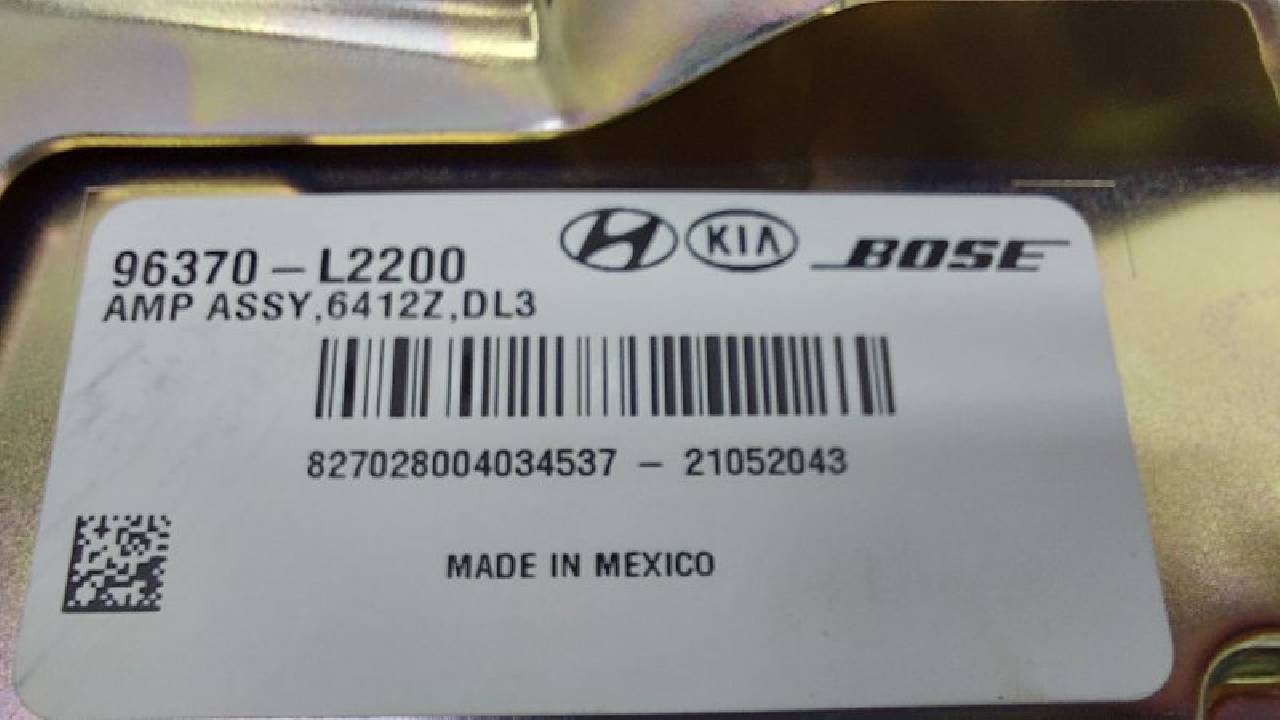 96370-L2200 KIA BOSE
AMP ASSY,6412Z,DL3
827028004034537 - 21052043
MADE IN MEXICO